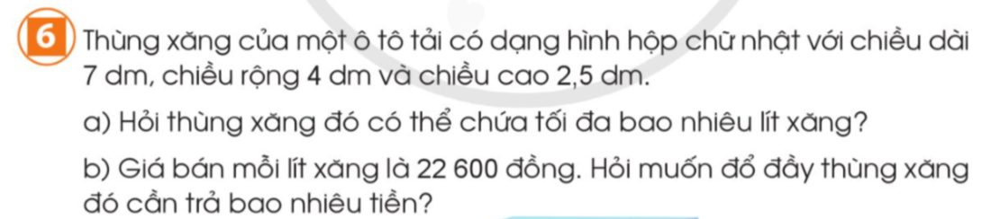 6 Thùng xăng của một ô tô tải có dạng hình hộp chữ nhật với chiều dài
7 dm, chiều rộng 4 dm và chiều cao 2,5 dm.
a) Hỏi thùng xăng đó có thể chứa tối đa bao nhiêu lít xăng?
b) Giá bán mỗi lít xăng là 22 600 đồng. Hỏi muốn đổ đầy thùng xăng
đó cần trả bao nhiêu tiền?